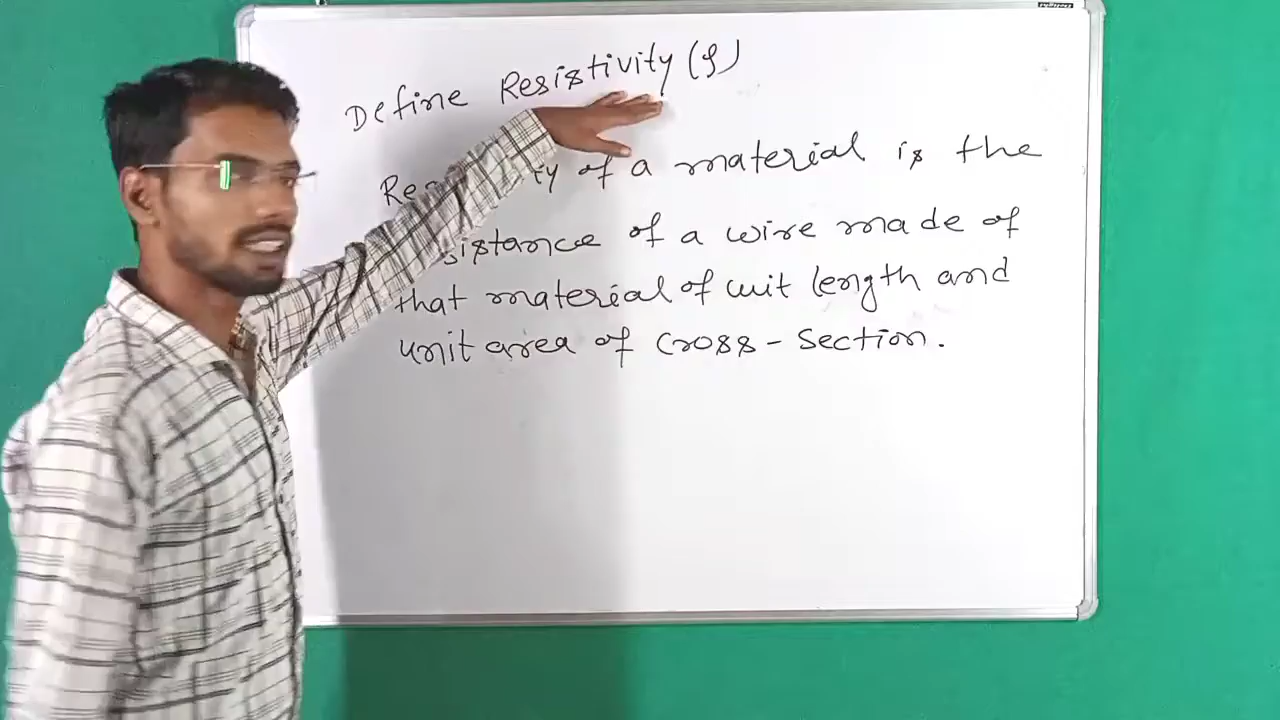 Define Resistivity (ρ)
of a material is the
of a wire made of
that material of unit length and
unit area of cross-section.